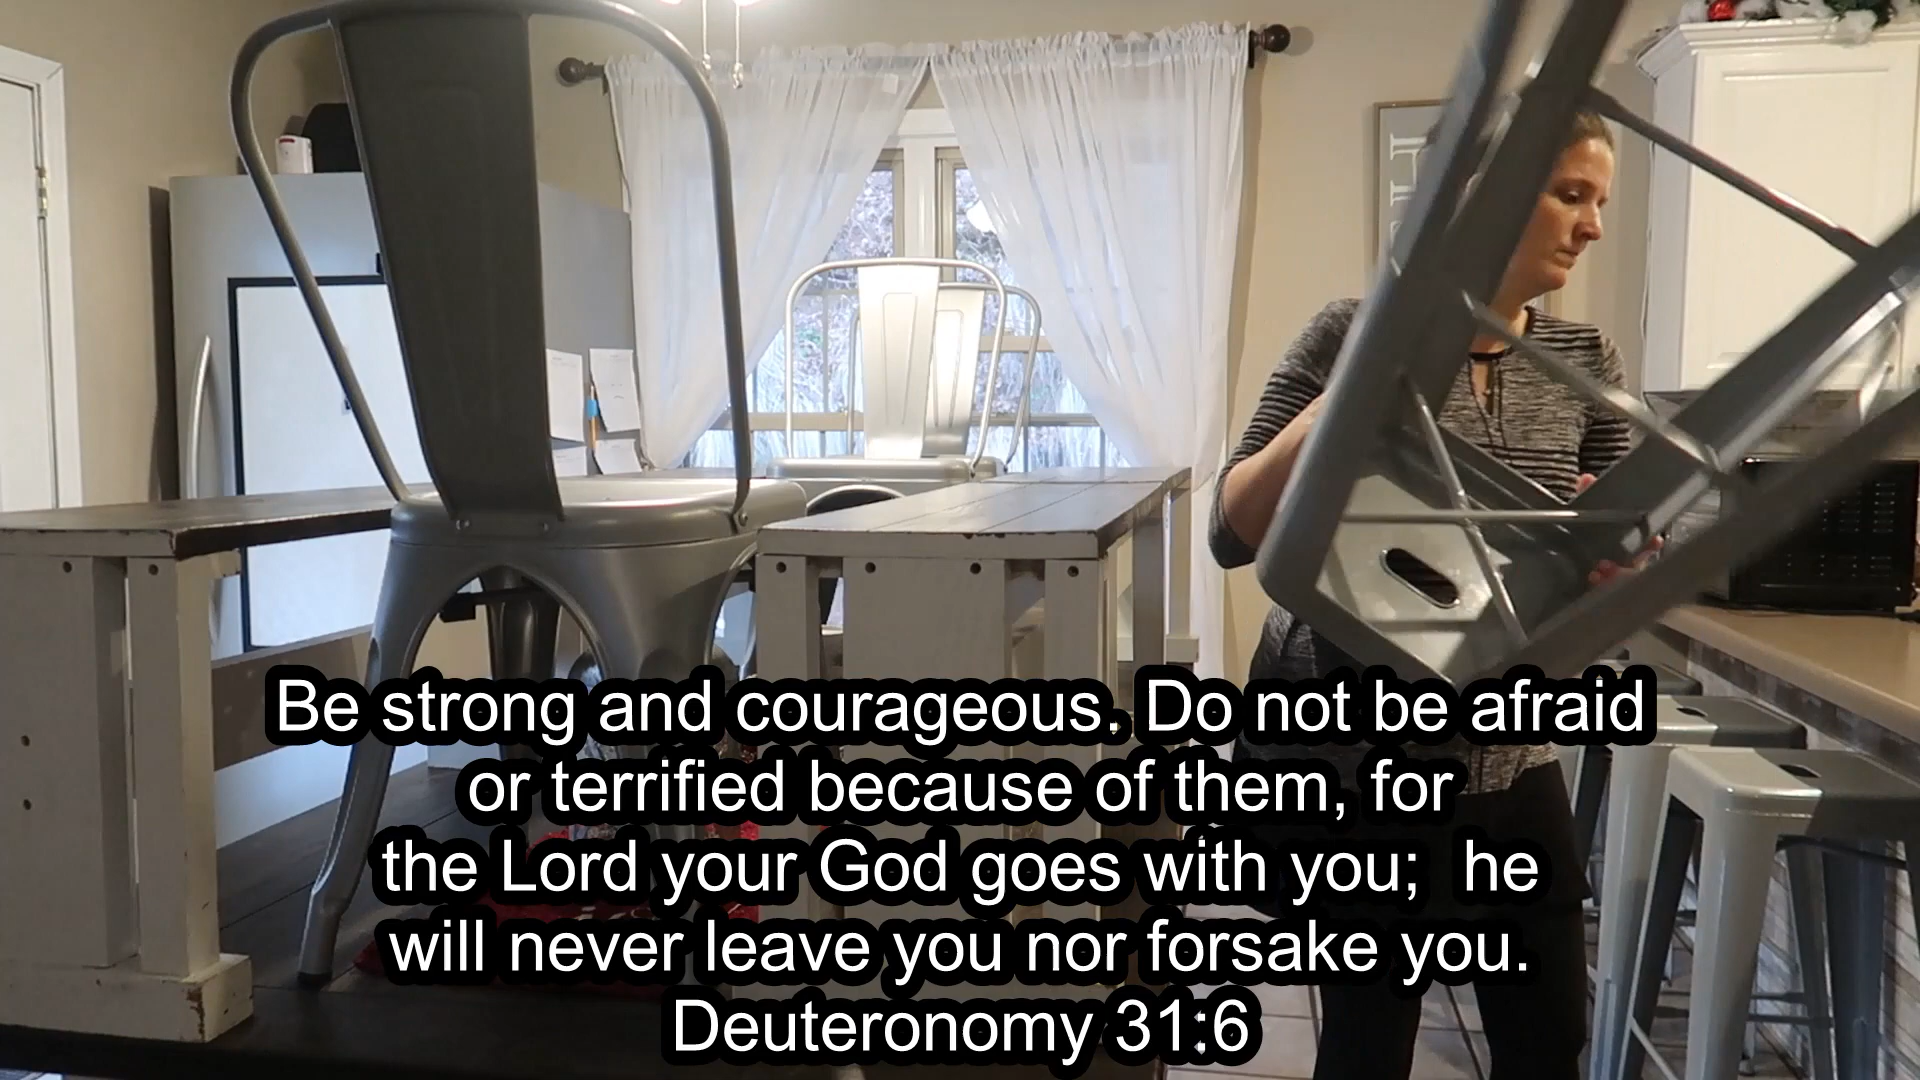 Be strong and courageous. Do not be afraid
or terrified because of them, for
the Lord your God goes with you;  he
will never leave you nor forsake you.
Deuteronomy 31:6